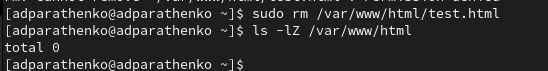 [adparathenko@adparathenko ~]$ sudo rm /var/www/html/test.html
[adparathenko@adparathenko ~]$ ls -lZ /var/www/html
total 0
[adparathenko@adparathenko ~]$